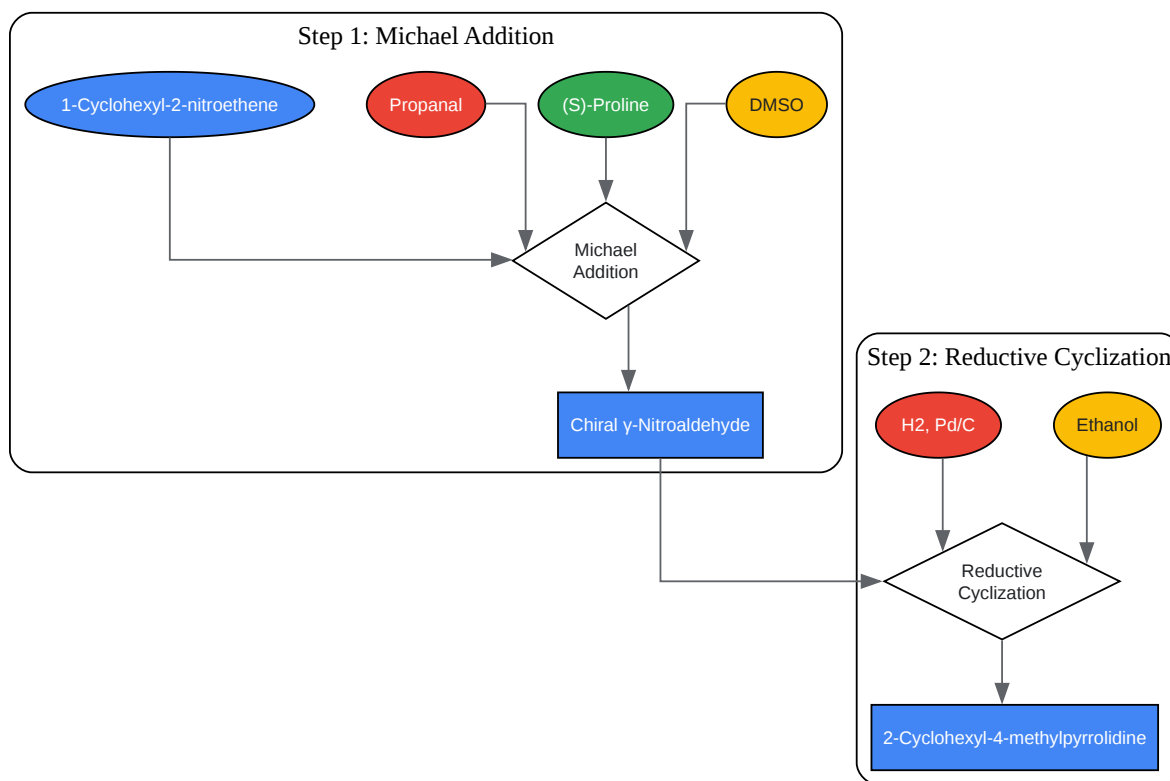 Step 1: Michael Addition
1-Cyclohexyl-2-nitroethene
Propanal
(S)-Proline
DMSO
Michael
Addition
Chiral γ-Nitroaldehyde
Step 2: Reductive Cyclization
H2, Pd/C
Ethanol
Reductive
Cyclization
2-Cyclohexyl-4-methylpyrrolidine